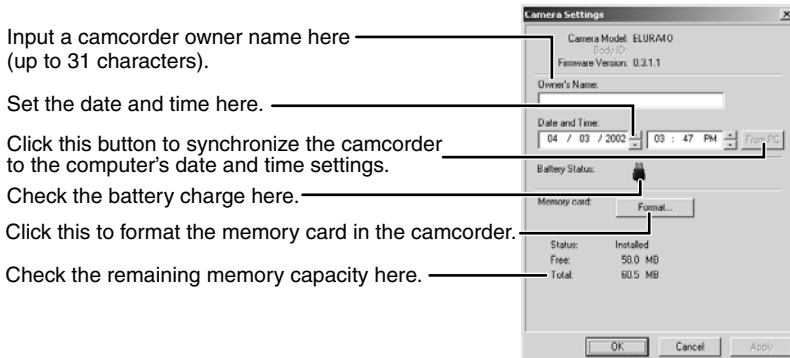 Camera Settings
Input a camcorder owner name here
(up to 31 characters).
Set the date and time here.
Click this button to synchronize the camcorder
to the computer's date and time settings.
Check the battery charge here.
Click this to format the memory card in the camcorder.
Check the remaining memory capacity here.
Camera Model: ELURA40
Body ID:
Firmware Version: 0.3.1.1
Owner's Name:
Date and Time:
04 / 03 / 2002 03 : 47 PM From PC
Battery Status:
Memory card: Format...
Status: Installed
Free: 58.0 MB
Total: 60.5 MB
OK Cancel Apply